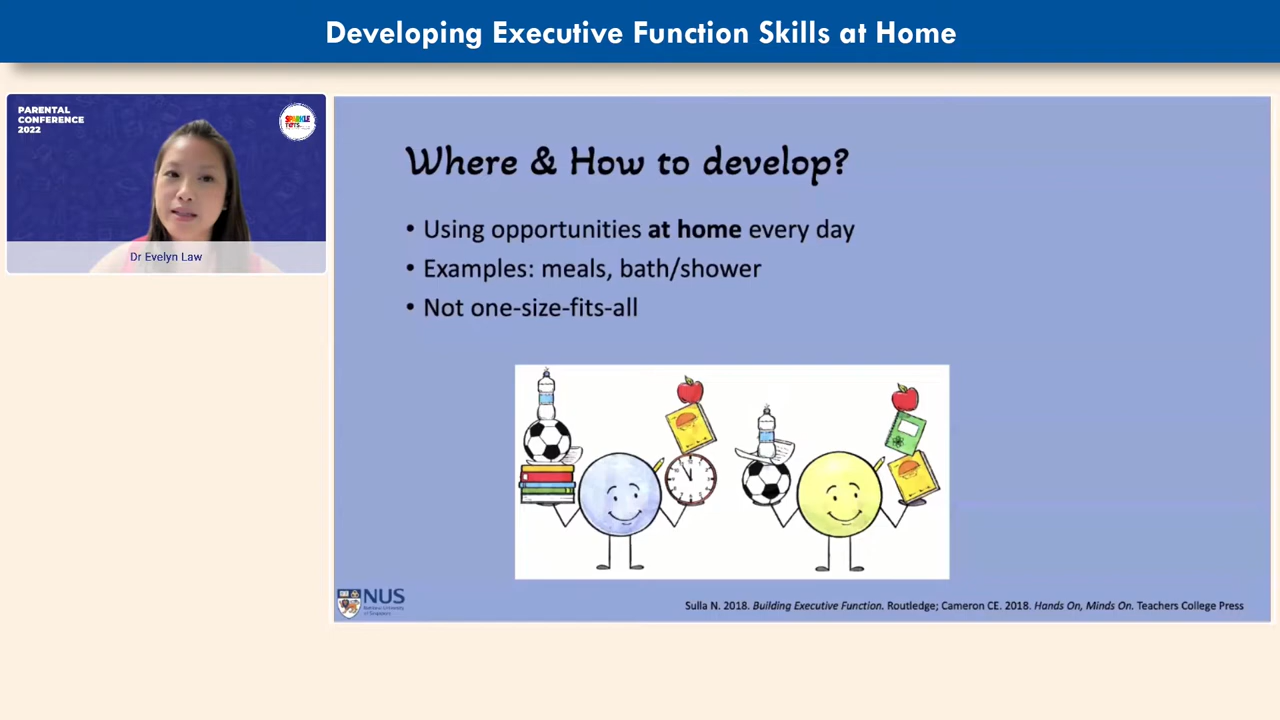 Developing Executive Function Skills at Home
PARENTAL
CONFERENCE
2022
SPARKLE
TOTS
Dr Evelyn Law
Where & How to develop?
• Using opportunities at home every day
• Examples: meals, bath/shower
• Not one-size-fits-all
NUS
National University
of Singapore
Sulla N. 2018. Building Executive Function. Routledge; Cameron CE. 2018. Hands On, Minds On. Teachers College Press